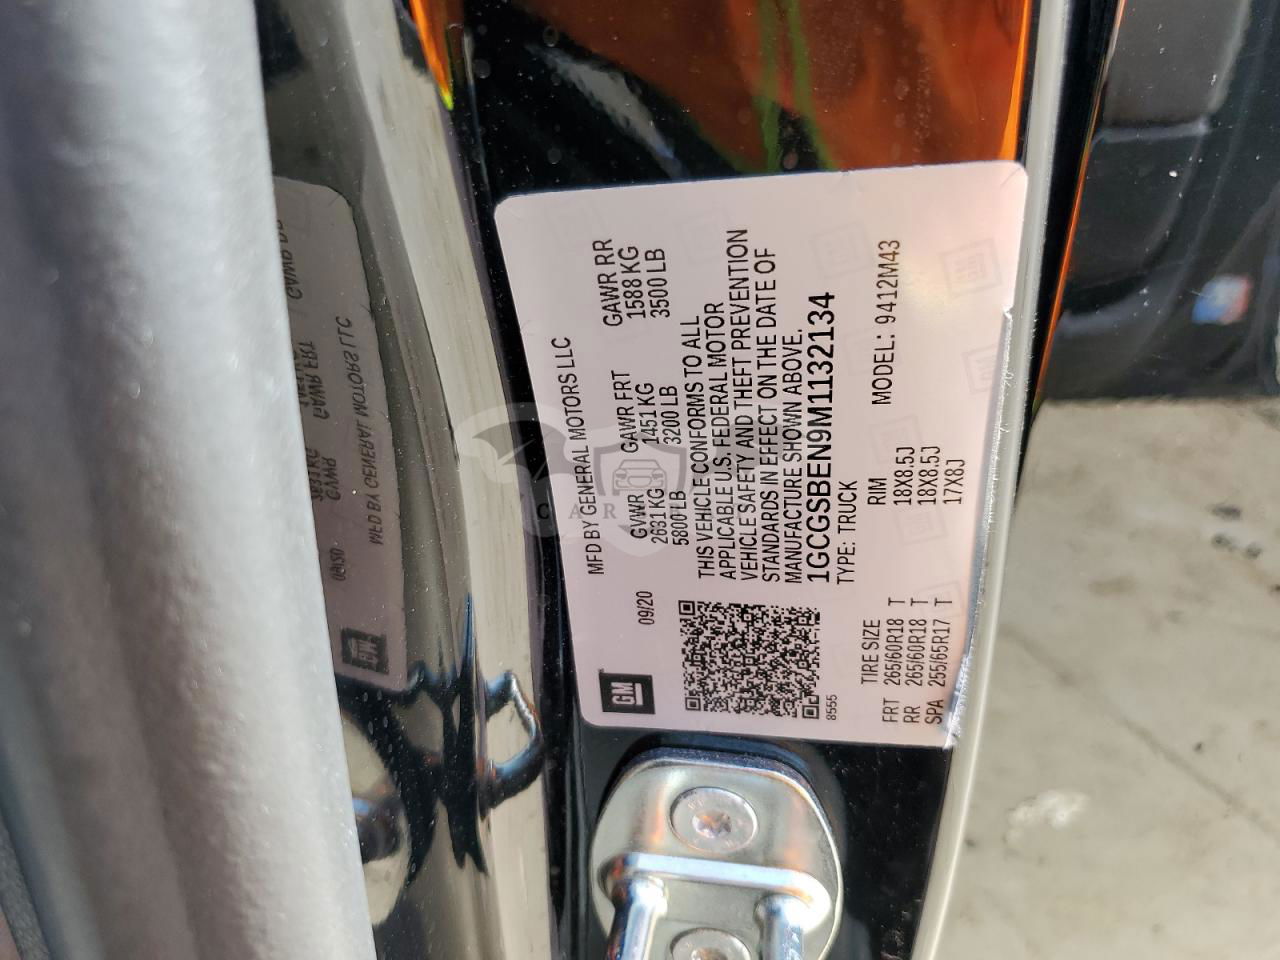 MFD BY GENERAL MOTORS LLC
09/20 GVWR GAWR FRT GAWR RR
2631 KG 1451 KG 1588 KG
5800 LB 3200 LB 3500 LB
THIS VEHICLE CONFORMS TO ALL
APPLICABLE U.S. FEDERAL MOTOR
VEHICLE SAFETY AND THEFT PREVENTION
STANDARDS IN EFFECT ON THE DATE OF
MANUFACTURE SHOWN ABOVE.
1GCGSBEN9M1132134
TYPE: TRUCK MODEL: 9412M43
GM
8555
TIRE SIZE RIM
FRT 265/60R18 T 18X8.5J
RR 265/60R18 T 18X8.5J
SPA 255/65R17 T 17X8J